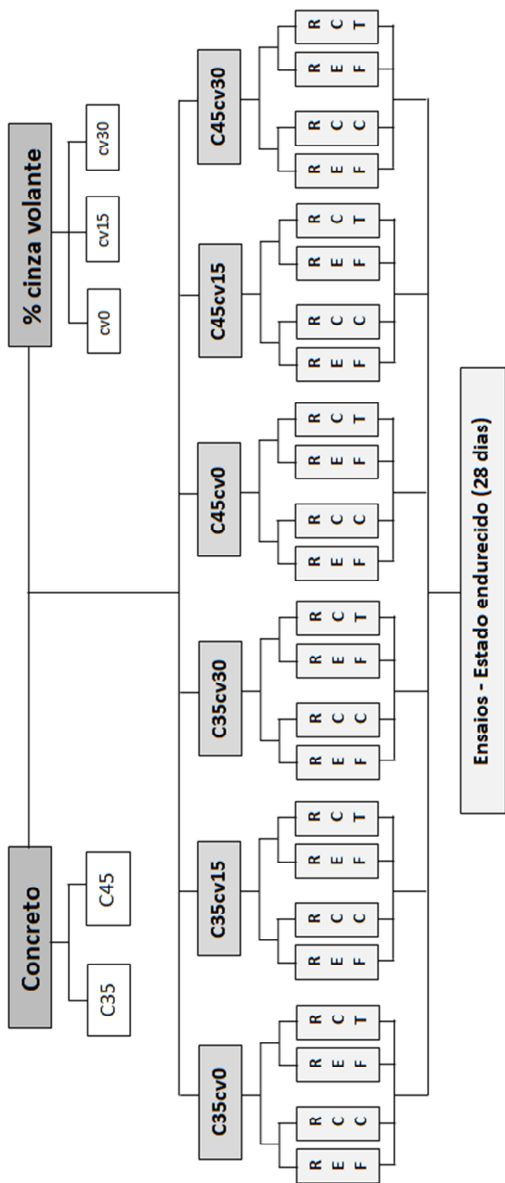 Concreto
% cinza volante
C35
C45
cv0
cv15
cv30
C35cv0
C35cv15
C35cv30
C45cv0
C45cv15
C45cv30
REF
RCC
REF
RCT
REF
RCC
REF
RCT
REF
RCC
REF
RCT
REF
RCC
REF
RCT
REF
RCC
REF
RCT
REF
RCC
REF
RCT
Ensaios - Estado endurecido (28 dias)